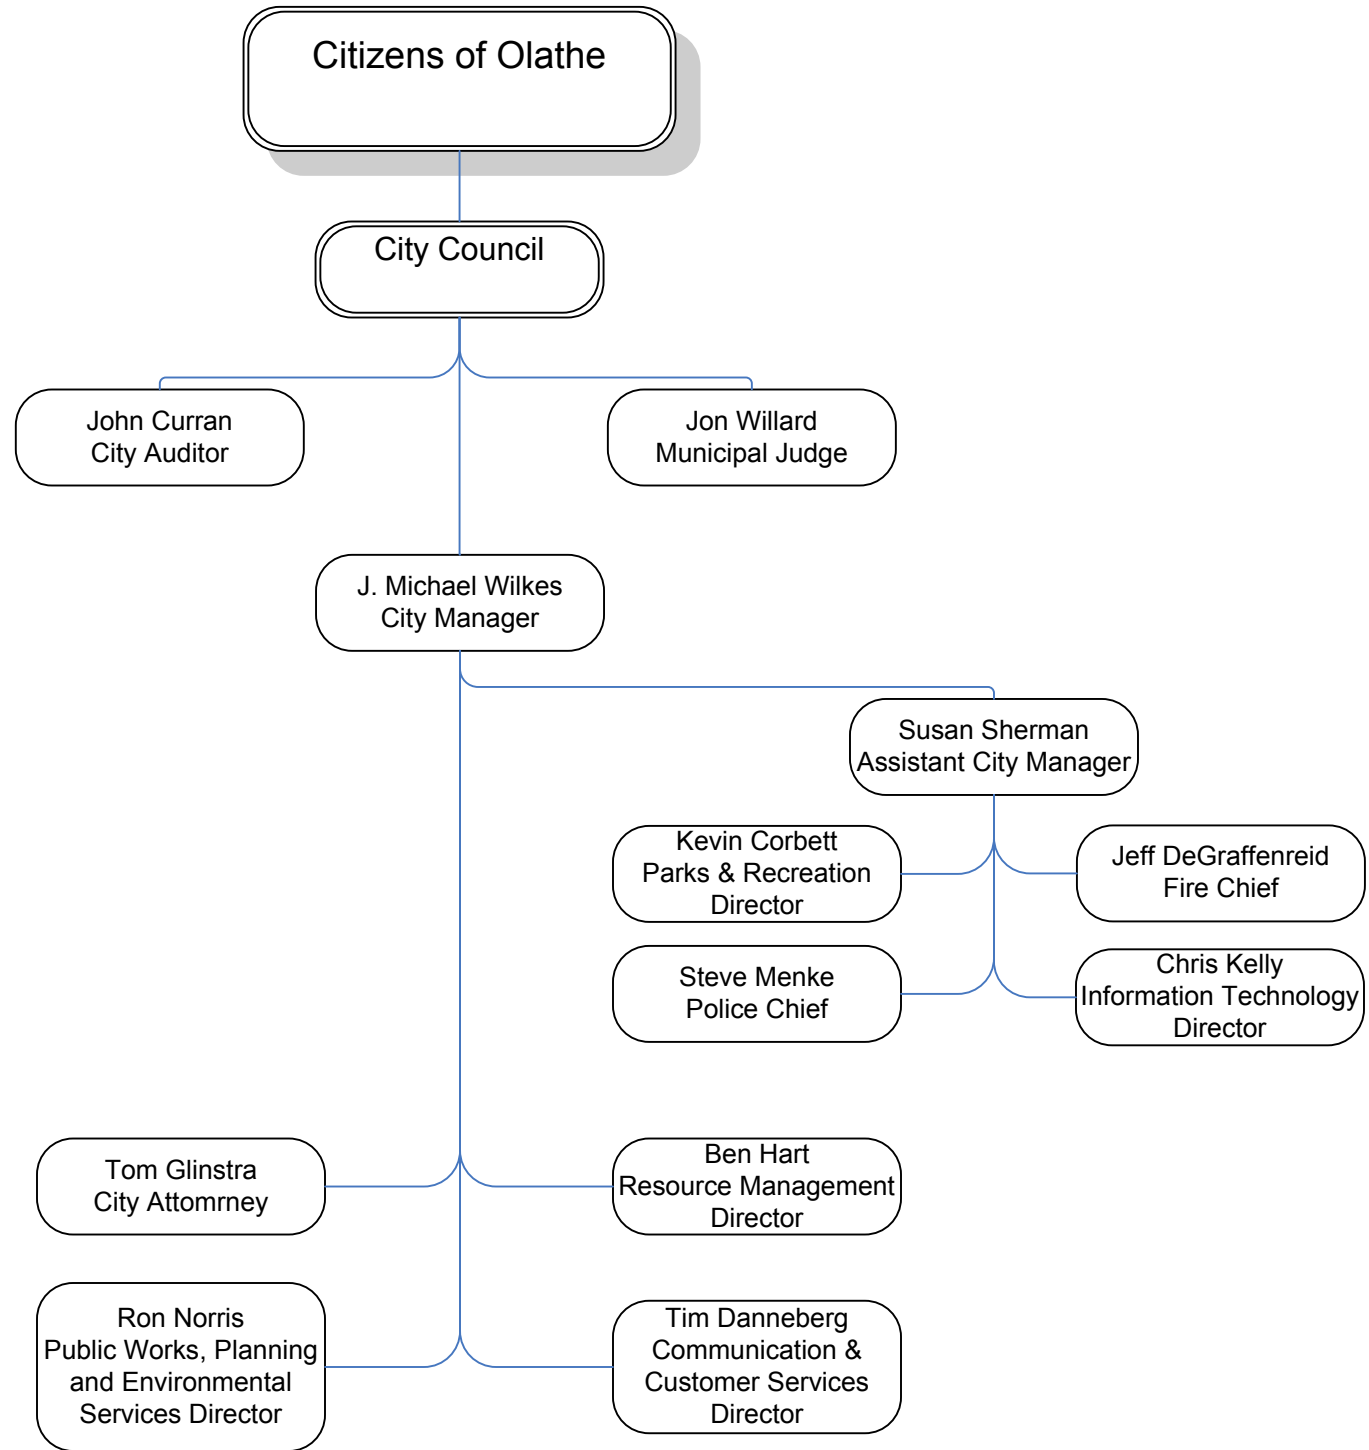 Citizens of Olathe
City Council
John Curran
City Auditor
Jon Willard
Municipal Judge
J. Michael Wilkes
City Manager
Susan Sherman
Assistant City Manager
Kevin Corbett
Parks & Recreation
Director
Jeff DeGraffenreid
Fire Chief
Steve Menke
Police Chief
Chris Kelly
Information Technology
Director
Tom Glinstra
City Attomrney
Ben Hart
Resource Management
Director
Ron Norris
Public Works, Planning
and Environmental
Services Director
Tim Danneberg
Communication &
Customer Services
Director